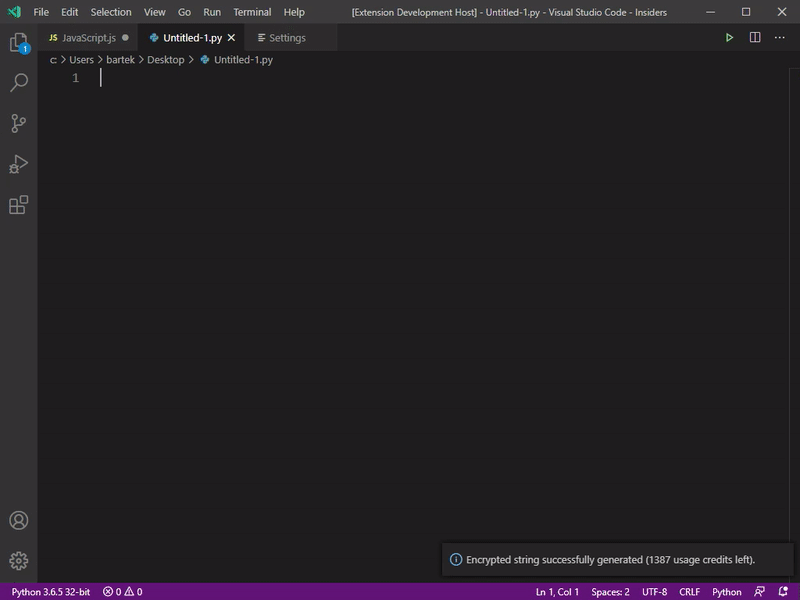 File Edit Selection View Go Run Terminal Help [Extension Development Host] - Untitled-1.py - Visual Studio Code - Insiders
JS JavaScript.js Untitled-1.py Settings
1
c: > Users > bartek > Desktop > Untitled-1.py
1
Encrypted string successfully generated (1387 usage credits left).
Python 3.6.5 32-bit 0 0 Ln 1, Col 1 Spaces: 2 UTF-8 CRLF Python